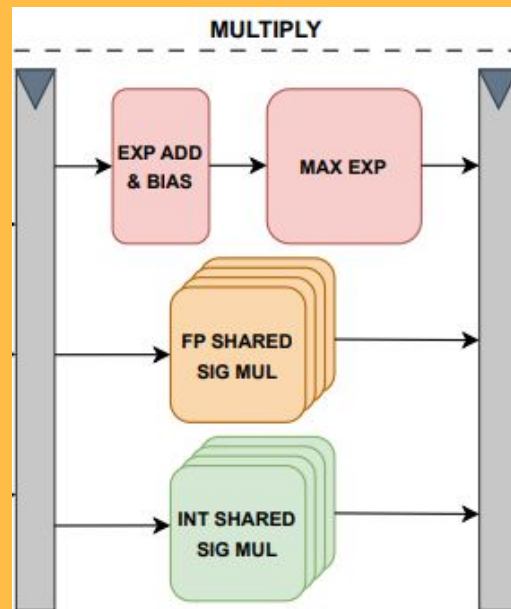 MULTIPLY
EXP ADD
& BIAS
MAX EXP
FP SHARED
SIG MUL
INT SHARED
SIG MUL